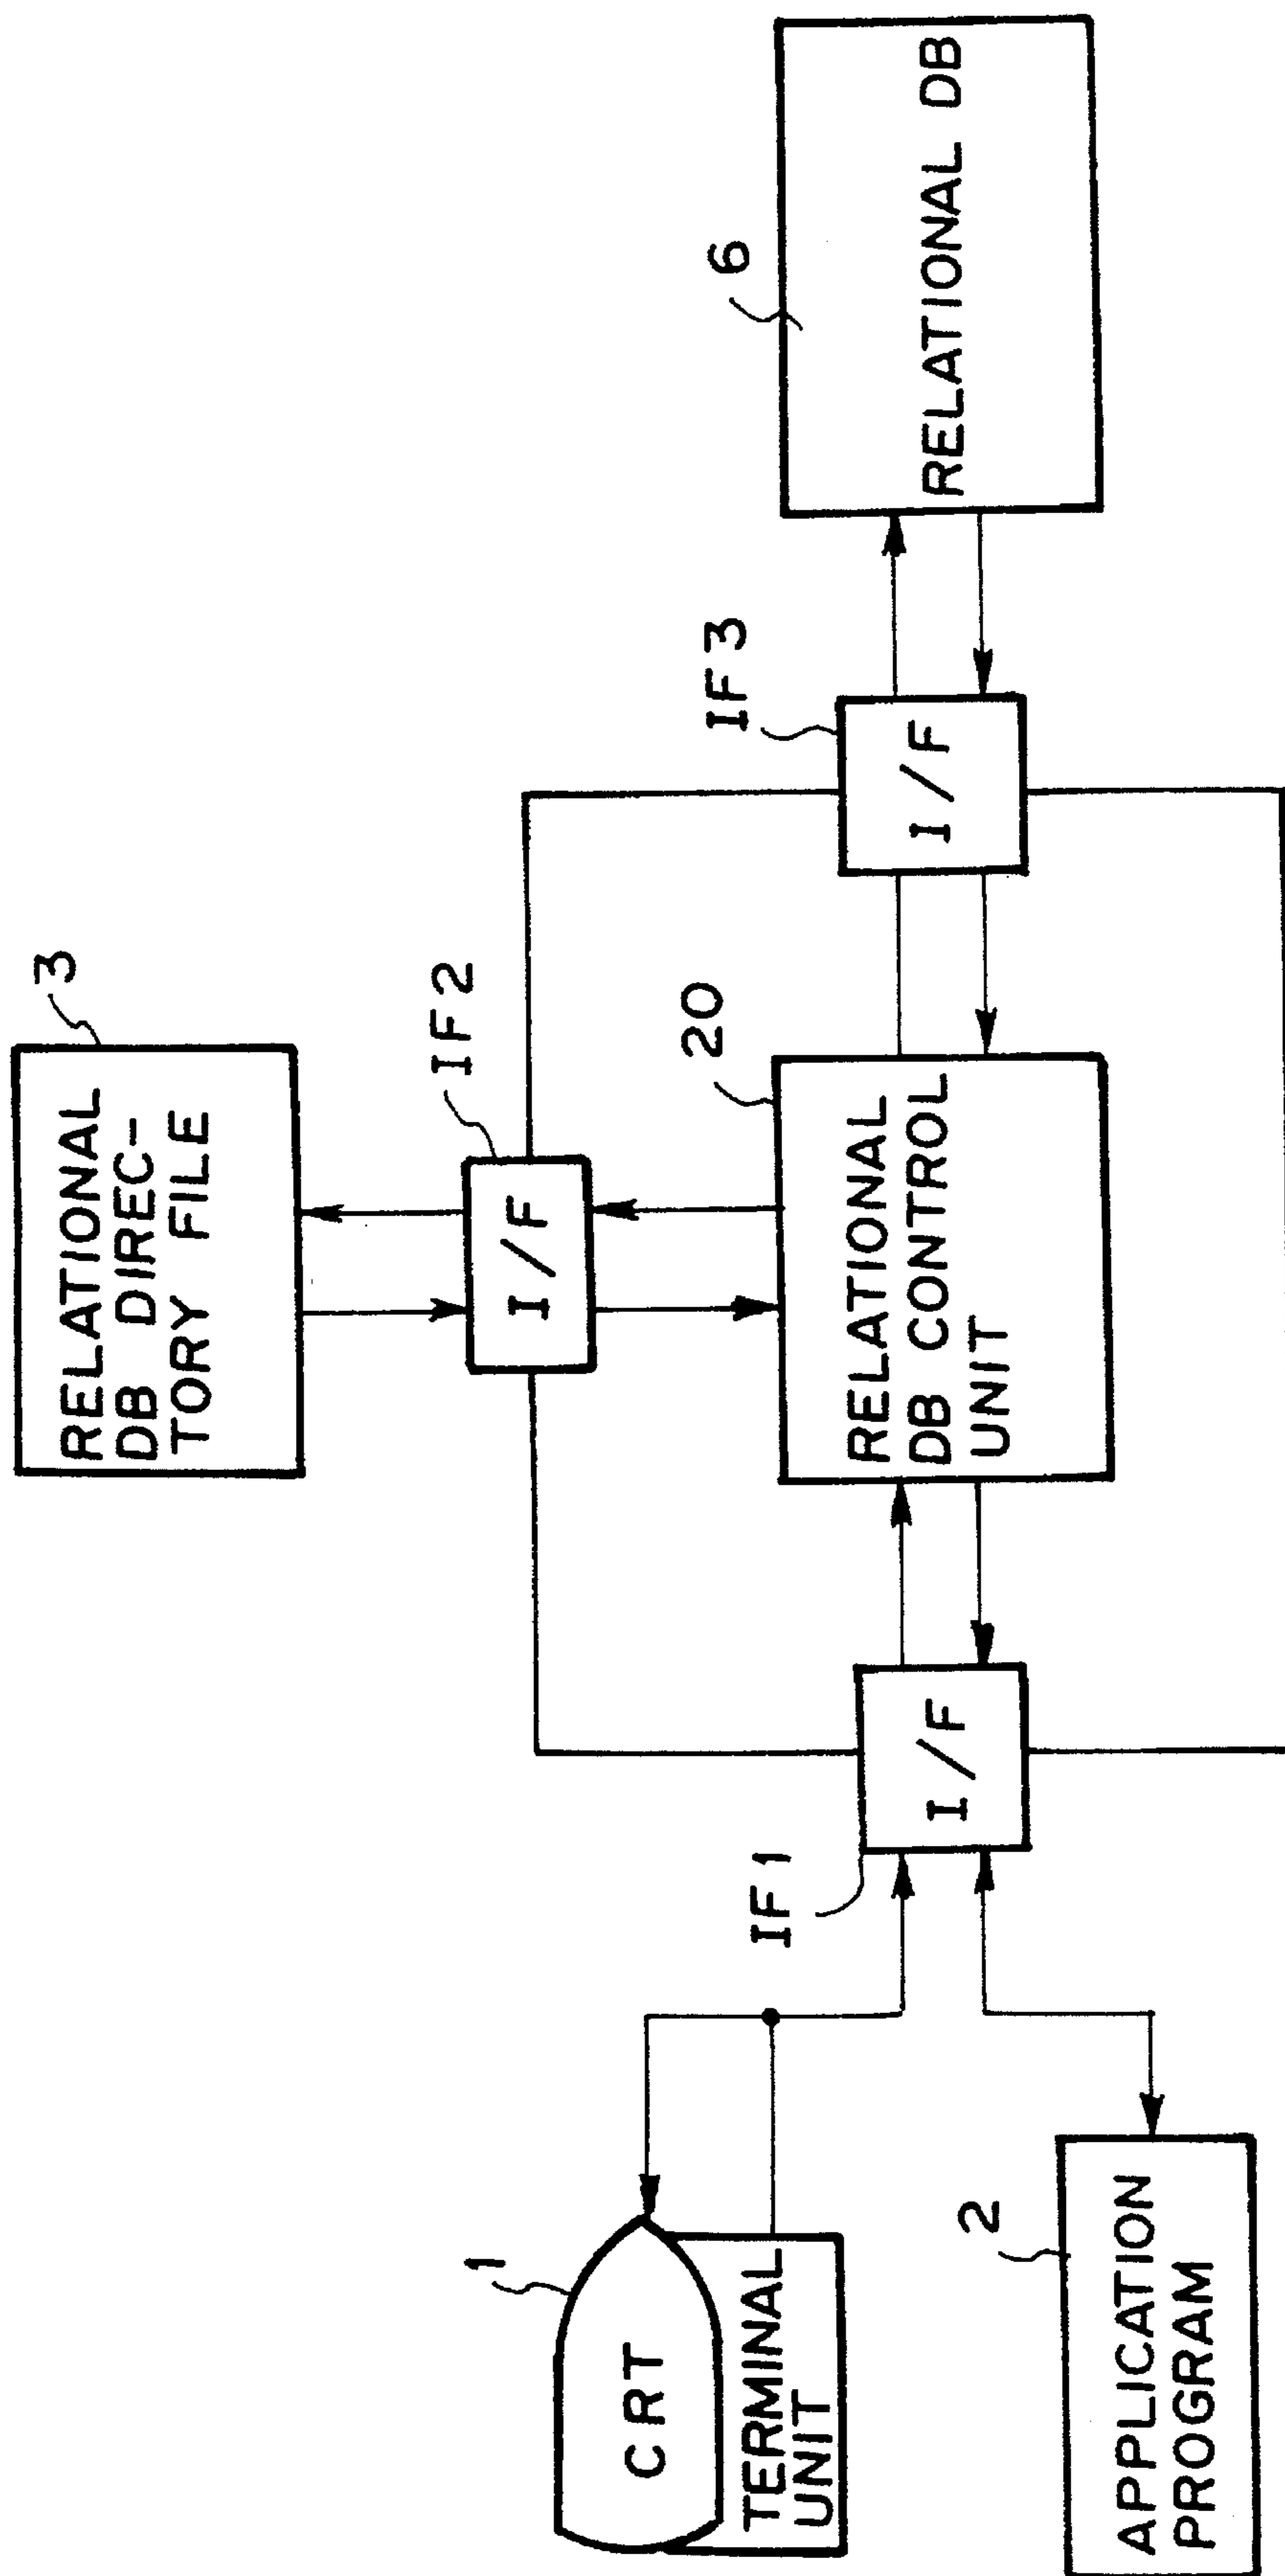 3
RELATIONAL
DB DIREC-
TORY FILE
IF2
I/F
1
CRT
TERMINAL
UNIT
IF1
I/F
20
RELATIONAL
DB CONTROL
UNIT
IF3
I/F
6
RELATIONAL DB
2
APPLICATION
PROGRAM